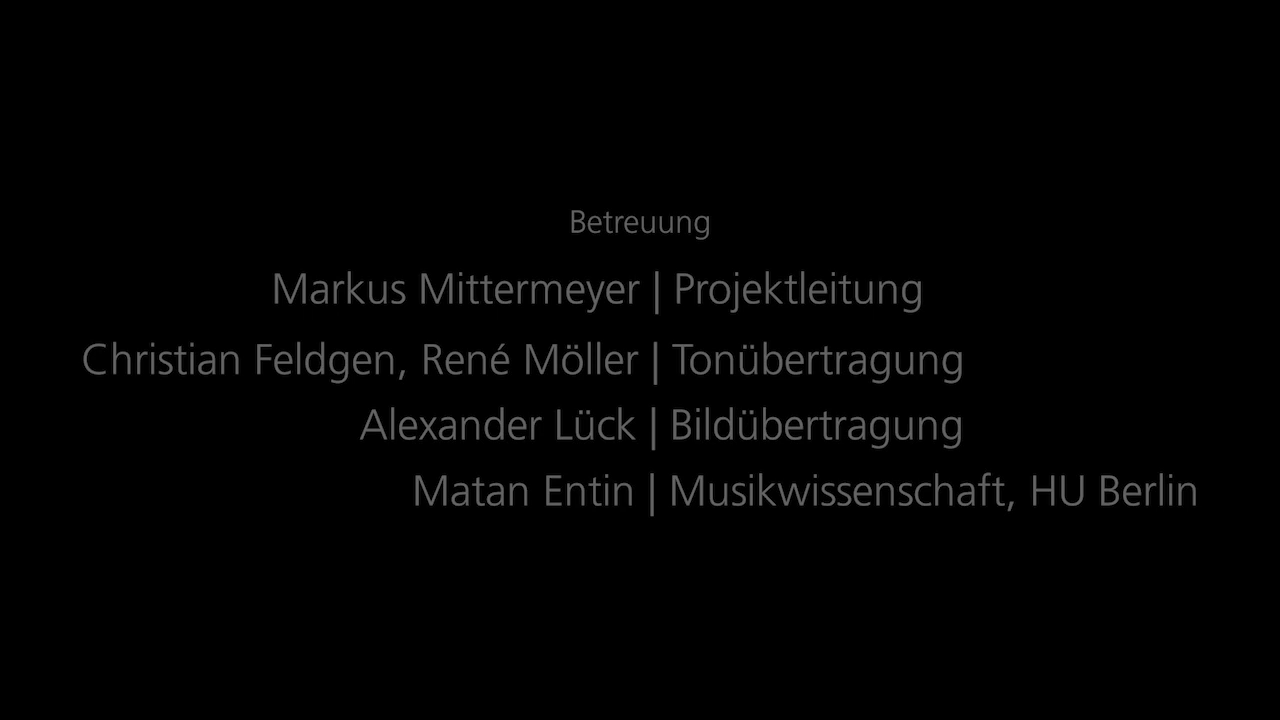 Betreuung
Markus Mittermeyer | Projektleitung
Christian Feldgen, René Möller | Tonübertragung
Alexander Lück | Bildübertragung
Matan Entin | Musikwissenschaft, HU Berlin